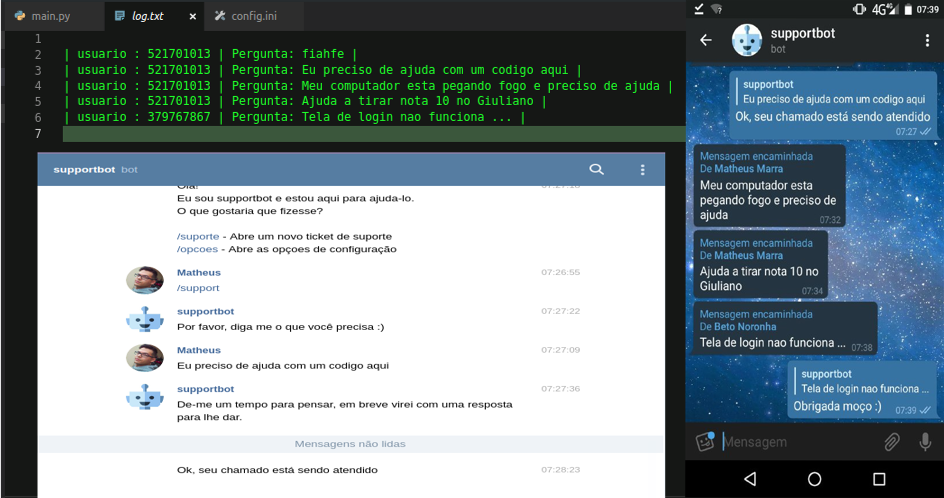 main.py
log.txt
config.ini
1
2 | usuario : 521701013 | Pergunta: fiahfe |
3 | usuario : 521701013 | Pergunta: Eu preciso de ajuda com um codigo aqui |
4 | usuario : 521701013 | Pergunta: Meu computador esta pegando fogo e preciso de ajuda |
5 | usuario : 521701013 | Pergunta: Ajuda a tirar nota 10 no Giuliano |
6 | usuario : 379767867 | Pergunta: Tela de login nao funciona ... |
7
supportbot bot
Ola! 07:27:18
Eu sou supportbot e estou aqui para ajuda-lo.
O que gostaria que fizesse?
/suporte - Abre um novo ticket de suporte
/opcoes - Abre as opçoes de configuração
Matheus 07:26:55
/support
supportbot 07:27:22
Por favor, diga me o que você precisa :)
Matheus 07:27:09
Eu preciso de ajuda com um codigo aqui
supportbot 07:27:36
De-me um tempo para pensar, em breve virei com uma resposta
para lhe dar.
Mensagens não lidas
Ok, seu chamado está sendo atendido 07:28:23
4G 07:39
supportbot
bot
supportbot
Eu preciso de ajuda com um codigo aqui
Ok, seu chamado está sendo atendido
07:27
Mensagem encaminhada
De Matheus Marra
Meu computador esta
pegando fogo e preciso de
ajuda 07:32
Mensagem encaminhada
De Matheus Marra
Ajuda a tirar nota 10 no
Giuliano 07:34
Mensagem encaminhada
De Beto Noronha
Tela de login nao funciona ... 07:38
supportbot
Tela de login nao funciona ...
Obrigada moço :) 07:39
Mensagem